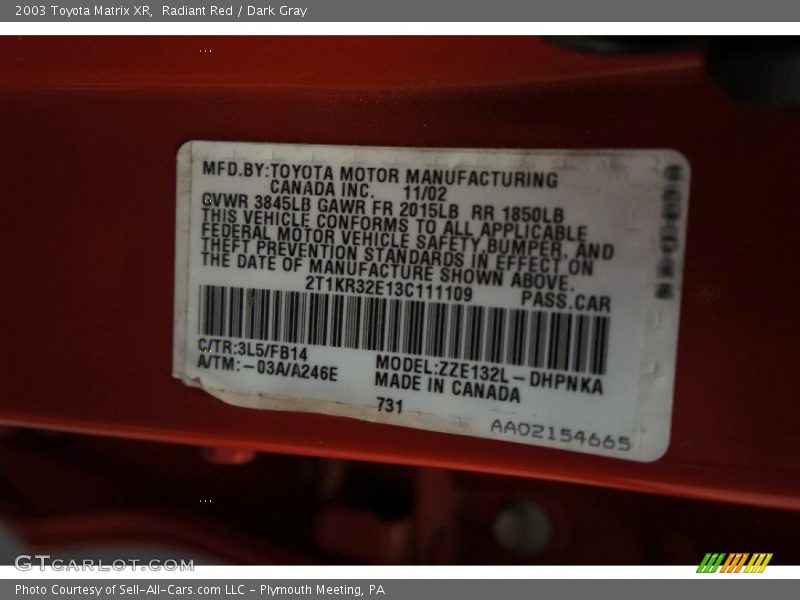 2003 Toyota Matrix XR, Radiant Red / Dark Gray
MFD.BY:TOYOTA MOTOR MANUFACTURING
CANADA INC. 11/02
GVWR 3845LB GAWR FR 2015LB RR 1850LB
THIS VEHICLE CONFORMS TO ALL APPLICABLE
FEDERAL MOTOR VEHICLE SAFETY,BUMPER, AND
THEFT PREVENTION STANDARDS IN EFFECT ON
THE DATE OF MANUFACTURE SHOWN ABOVE.
2T1KR32E13C111109 PASS.CAR
C/TR:3L5/FB14
A/TM:-03A/A246E
MODEL:ZZE132L-DHPNKA
MADE IN CANADA
731
AA02154665
GTCARLOT.COM
Photo Courtesy of Sell-All-Cars.com LLC - Plymouth Meeting, PA